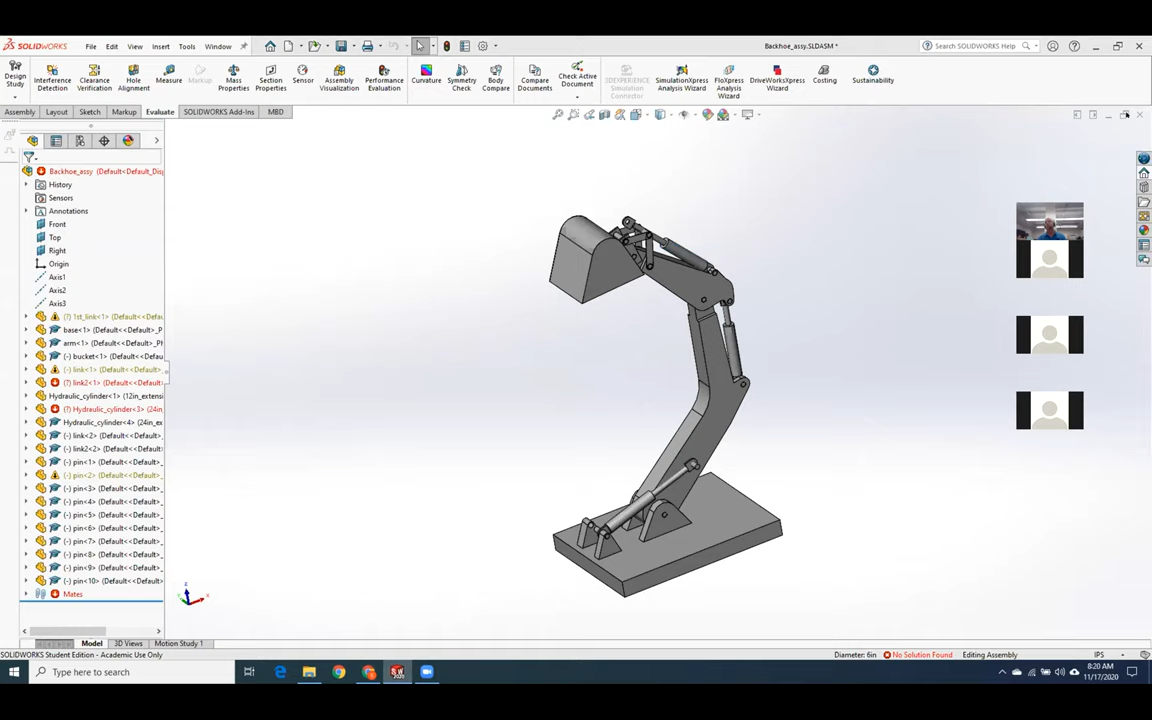 SOLIDWORKS File Edit View Insert Tools Window Backhoe_assy.SLDASM * Search SOLIDWORKS Help
Design Study Interference Detection Clearance Verification Hole Alignment Measure Markup Mass Properties Section Properties Sensor Assembly Visualization Performance Evaluation Curvature Symmetry Check Body Compare Compare Documents Check Active Document 3DEXPERIENCE Simulation Connector SimulationXpress Analysis Wizard FloXpress Analysis Wizard DriveWorksXpress Wizard Costing Sustainability
Assembly Layout Sketch Markup Evaluate SOLIDWORKS Add-Ins MBD
Backhoe_assy (Default<Default_Disp
History
Sensors
Annotations
Front
Top
Right
Origin
Axis1
Axis2
Axis3
(?) 1st_link<1> (Default<<Defau
base<1> (Default<<Default>_P
arm<1> (Default<<Default>_Ph
(-) bucket<1> (Default<<Defau
(-) link<1> (Default<<Default>_
(?) link2<1> (Default<<Default>
Hydraulic_cylinder<1> (12in_extensi
(?) Hydraulic_cylinder<3> (24in_
Hydraulic_cylinder<4> (24in_ex
(-) link<2> (Default<<Default>_
(-) link2<2> (Default<<Default>
(-) pin<1> (Default<<Default>_
(-) pin<2> (Default<<Default>_
(-) pin<3> (Default<<Default>_
(-) pin<4> (Default<<Default>_
(-) pin<5> (Default<<Default>_
(-) pin<6> (Default<<Default>_
(-) pin<7> (Default<<Default>_
(-) pin<8> (Default<<Default>_
(-) pin<9> (Default<<Default>_
(-) pin<10> (Default<<Default>
Mates
Model 3D Views Motion Study 1
SOLIDWORKS Student Edition - Academic Use Only Diameter: 6in No Solution Found Editing Assembly IPS
Type here to search 8:20 AM
11/17/2020